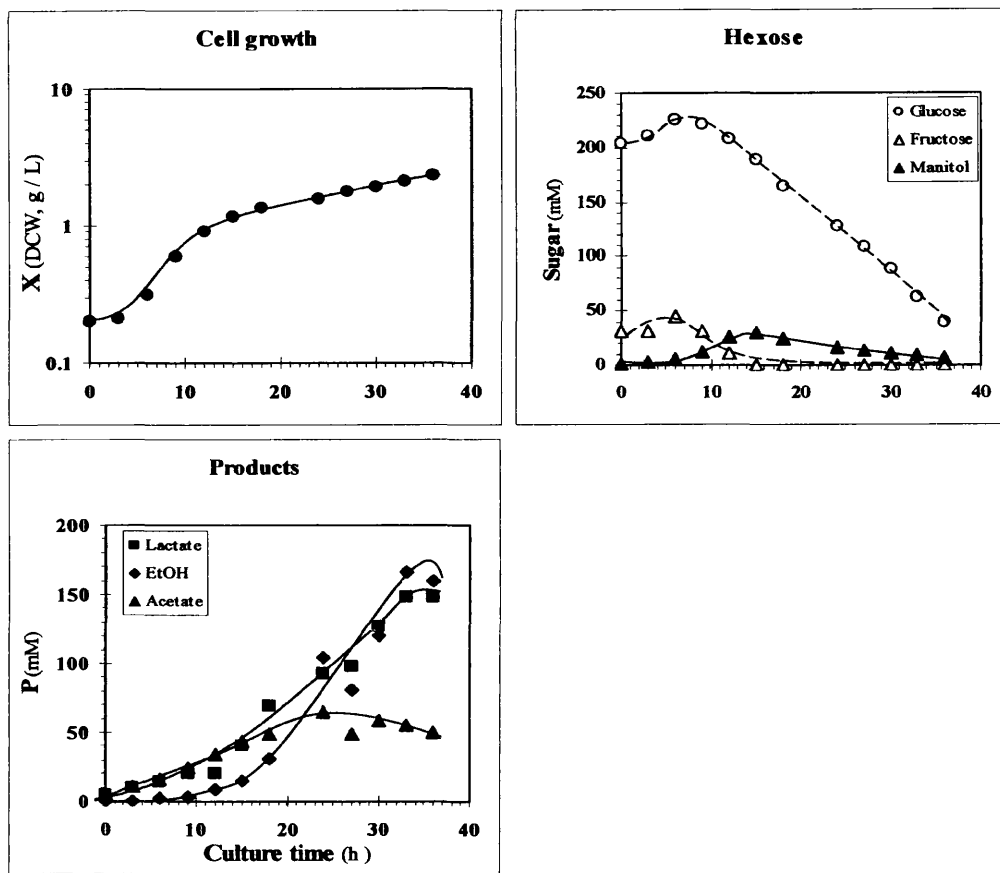 Cell growth
X (DCW, g / L)
10
1
0.1
0 10 20 30 40
Hexose
Sugar (mM)
250
200
150
100
50
0
Glucose
Fructose
Manitol
0 10 20 30 40
Products
P (mM)
200
150
100
50
0
Lactate
EtOH
Acetate
0 10 20 30 40
Culture time (h )